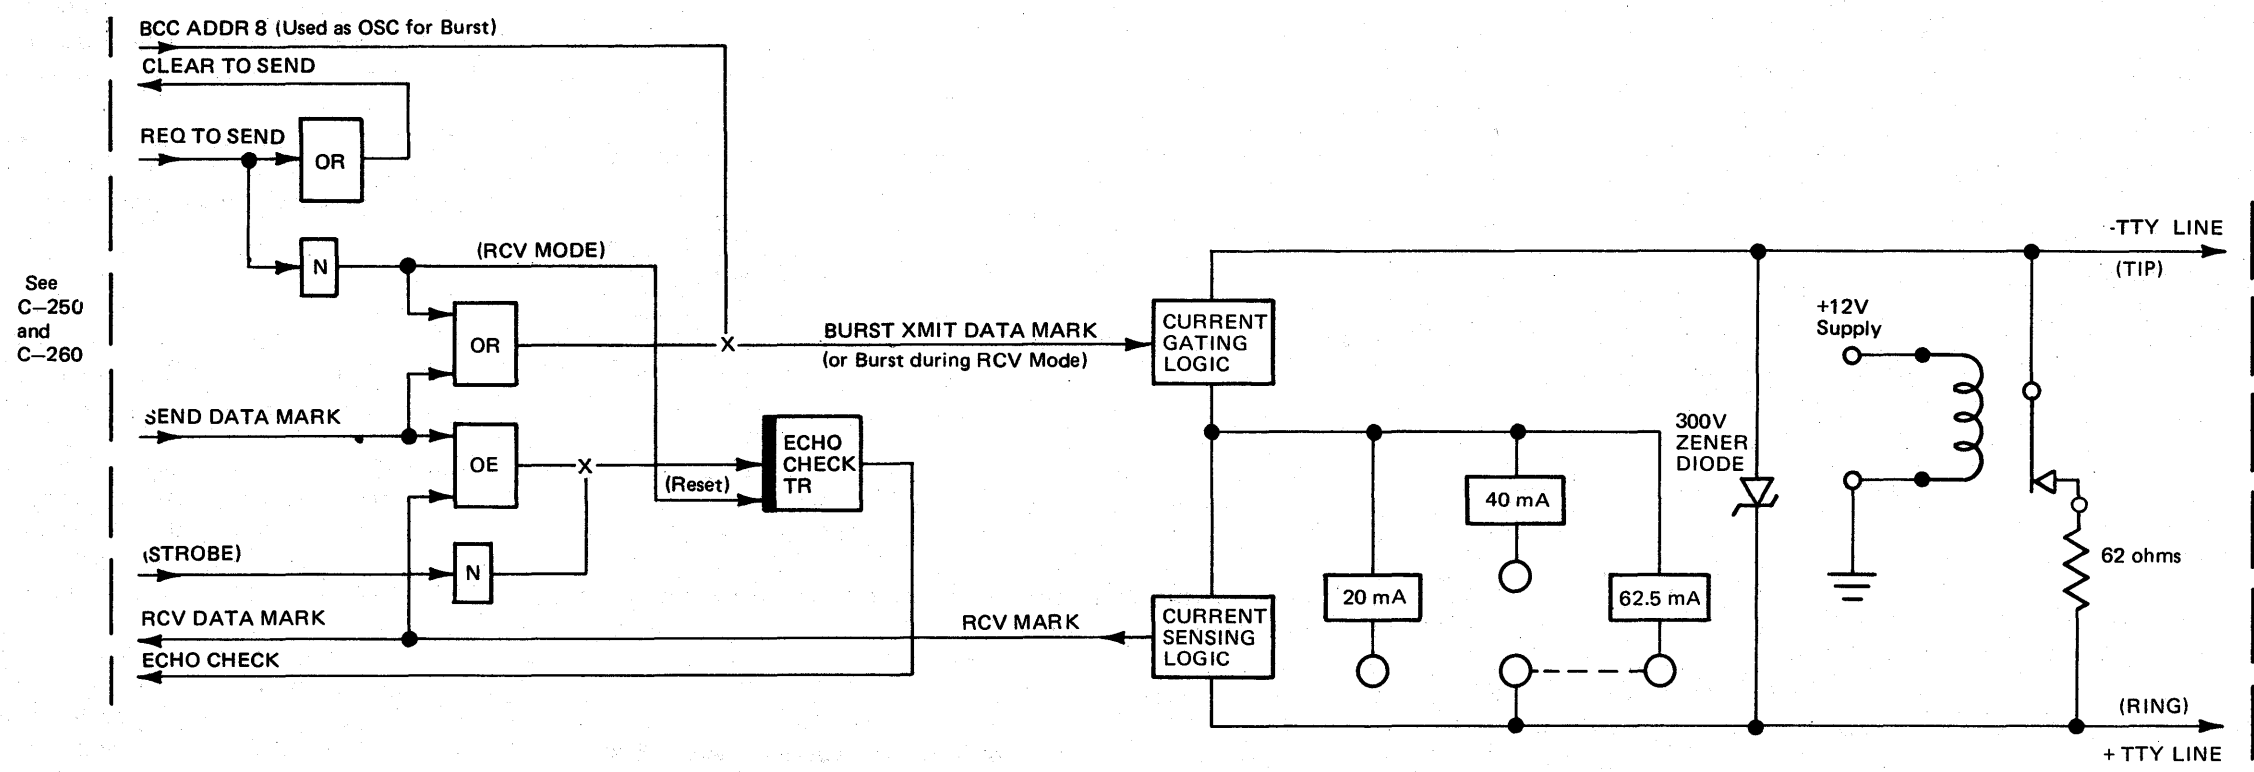 BCC ADDR 8 (Used as OSC for Burst)
CLEAR TO SEND
REQ TO SEND
OR
N
(RCV MODE)
See
C–250
and
C–260
OR
BURST XMIT DATA MARK
(or Burst during RCV Mode)
CURRENT
GATING
LOGIC
-TTY LINE
(TIP)
+12V
Supply
SEND DATA MARK
OE
X
X
(Reset)
ECHO
CHECK
TR
300V
ZENER
DIODE
40 mA
(STROBE)
N
20 mA
62.5 mA
62 ohms
RCV DATA MARK
RCV MARK
CURRENT
SENSING
LOGIC
ECHO CHECK
(RING)
+ TTY LINE